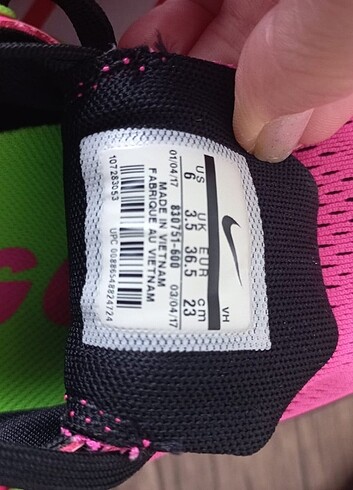 VH
US UK EUR cm
6 3.5 36.5 23
01/04/17 830751-600 03/04/17
MADE IN VIETNAM
FABRIQUE AU VIETNAM
107283053